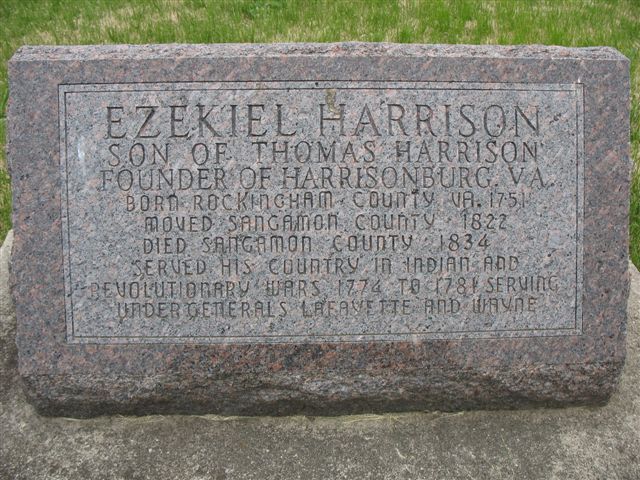 EZEKIEL HARRISON
SON OF THOMAS HARRISON
FOUNDER OF HARRISONBURG VA.
BORN ROCKINGHAM COUNTY VA. 1751
MOVED SANGAMON COUNTY 1822
DIED SANGAMON COUNTY 1834
SERVED HIS COUNTRY IN INDIAN AND
REVOLUTIONARY WARS 1774 TO 1781 SERVING
UNDER GENERALS LAFAYETTE AND WAYNE